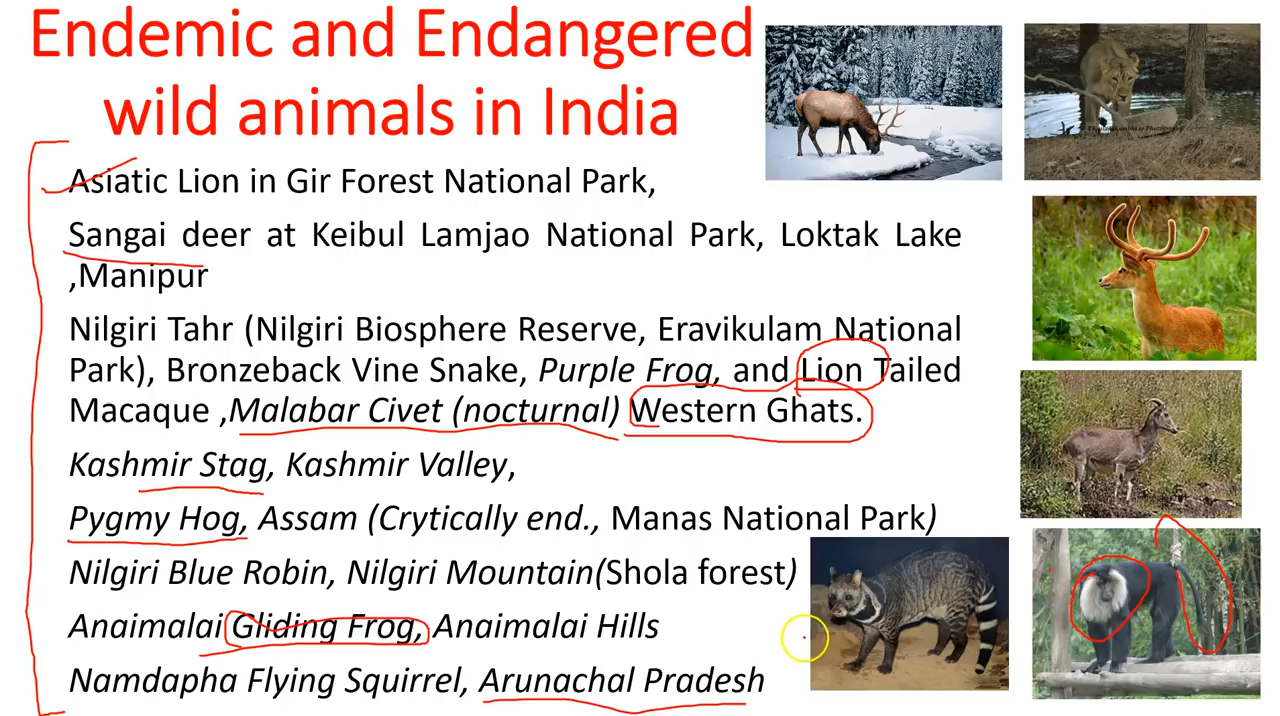 Endemic and Endangered
wild animals in India
Asiatic Lion in Gir Forest National Park,
Sangai deer at Keibul Lamjao National Park, Loktak Lake
,Manipur
Nilgiri Tahr (Nilgiri Biosphere Reserve, Eravikulam National
Park), Bronzeback Vine Snake, Purple Frog, and Lion Tailed
Macaque ,Malabar Civet (nocturnal) Western Ghats.
Kashmir Stag, Kashmir Valley,
Pygmy Hog, Assam (Crytically end., Manas National Park)
Nilgiri Blue Robin, Nilgiri Mountain(Shola forest)
Anaimalai Gliding Frog, Anaimalai Hills
Namdapha Flying Squirrel, Arunachal Pradesh
Photography